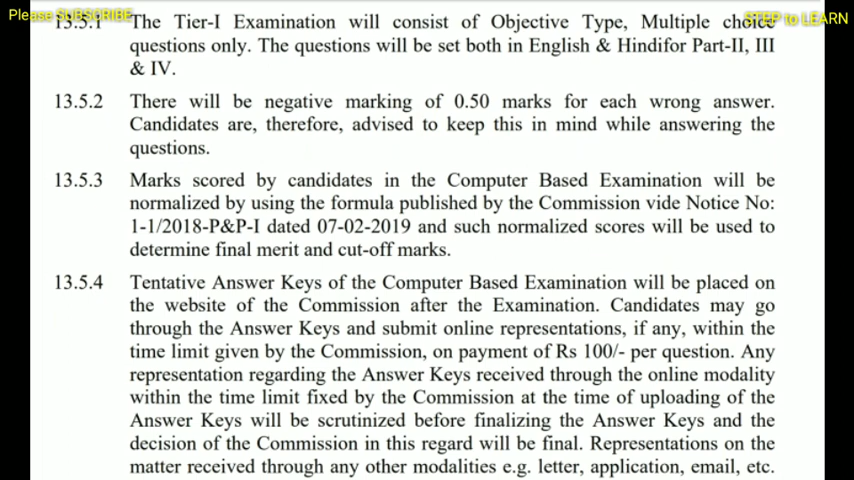 Please SUBSCRIBE
STEP to LEARN
13.5.1 The Tier-I Examination will consist of Objective Type, Multiple choice
questions only. The questions will be set both in English & Hindifor Part-II, III
& IV.
13.5.2 There will be negative marking of 0.50 marks for each wrong answer.
Candidates are, therefore, advised to keep this in mind while answering the
questions.
13.5.3 Marks scored by candidates in the Computer Based Examination will be
normalized by using the formula published by the Commission vide Notice No:
1-1/2018-P&P-I dated 07-02-2019 and such normalized scores will be used to
determine final merit and cut-off marks.
13.5.4 Tentative Answer Keys of the Computer Based Examination will be placed on
the website of the Commission after the Examination. Candidates may go
through the Answer Keys and submit online representations, if any, within the
time limit given by the Commission, on payment of Rs 100/- per question. Any
representation regarding the Answer Keys received through the online modality
within the time limit fixed by the Commission at the time of uploading of the
Answer Keys will be scrutinized before finalizing the Answer Keys and the
decision of the Commission in this regard will be final. Representations on the
matter received through any other modalities e.g. letter, application, email, etc.